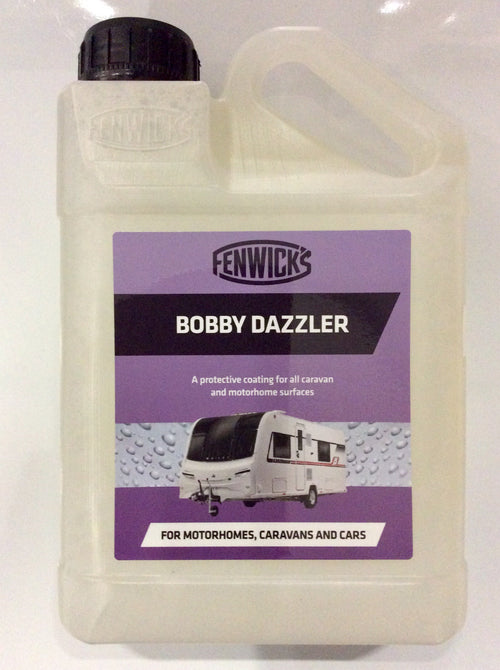 FENWICK'S
FENWICK'S
BOBBY DAZZLER
A protective coating for all caravan
and motorhome surfaces
FOR MOTORHOMES, CARAVANS AND CARS